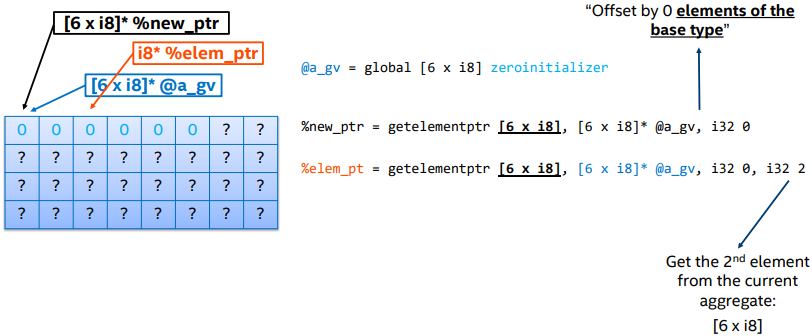 [6 x i8]* %new_ptr
i8* %elem_ptr
[6 x i8]* @a_gv
0 0 0 0 0 0 ? ?
? ? ? ? ? ? ? ?
? ? ? ? ? ? ? ?
? ? ? ? ? ? ? ?
“Offset by 0 elements of the
base type”
@a_gv = global [6 x i8] zeroinitializer
%new_ptr = getelementptr [6 x i8], [6 x i8]* @a_gv, i32 0
%elem_pt = getelementptr [6 x i8], [6 x i8]* @a_gv, i32 0, i32 2
Get the 2nd element
from the current
aggregate:
[6 x i8]